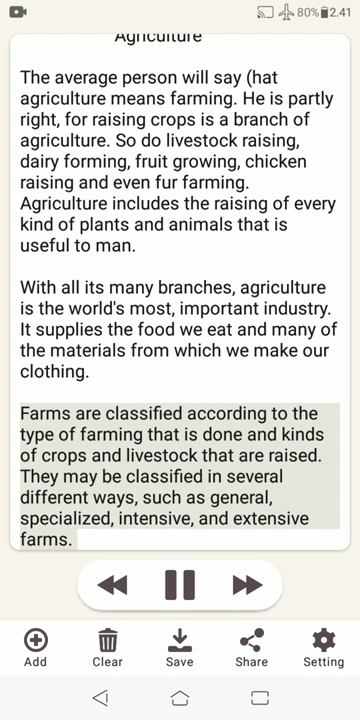 80% 2.41
Agriculture
The average person will say (hat
agriculture means farming. He is partly
right, for raising crops is a branch of
agriculture. So do livestock raising,
dairy forming, fruit growing, chicken
raising and even fur farming.
Agriculture includes the raising of every
kind of plants and animals that is
useful to man.
With all its many branches, agriculture
is the world's most, important industry.
It supplies the food we eat and many of
the materials from which we make our
clothing.
Farms are classified according to the
type of farming that is done and kinds
of crops and livestock that are raised.
They may be classified in several
different ways, such as general,
specialized, intensive, and extensive
farms.
Add Clear Save Share Setting